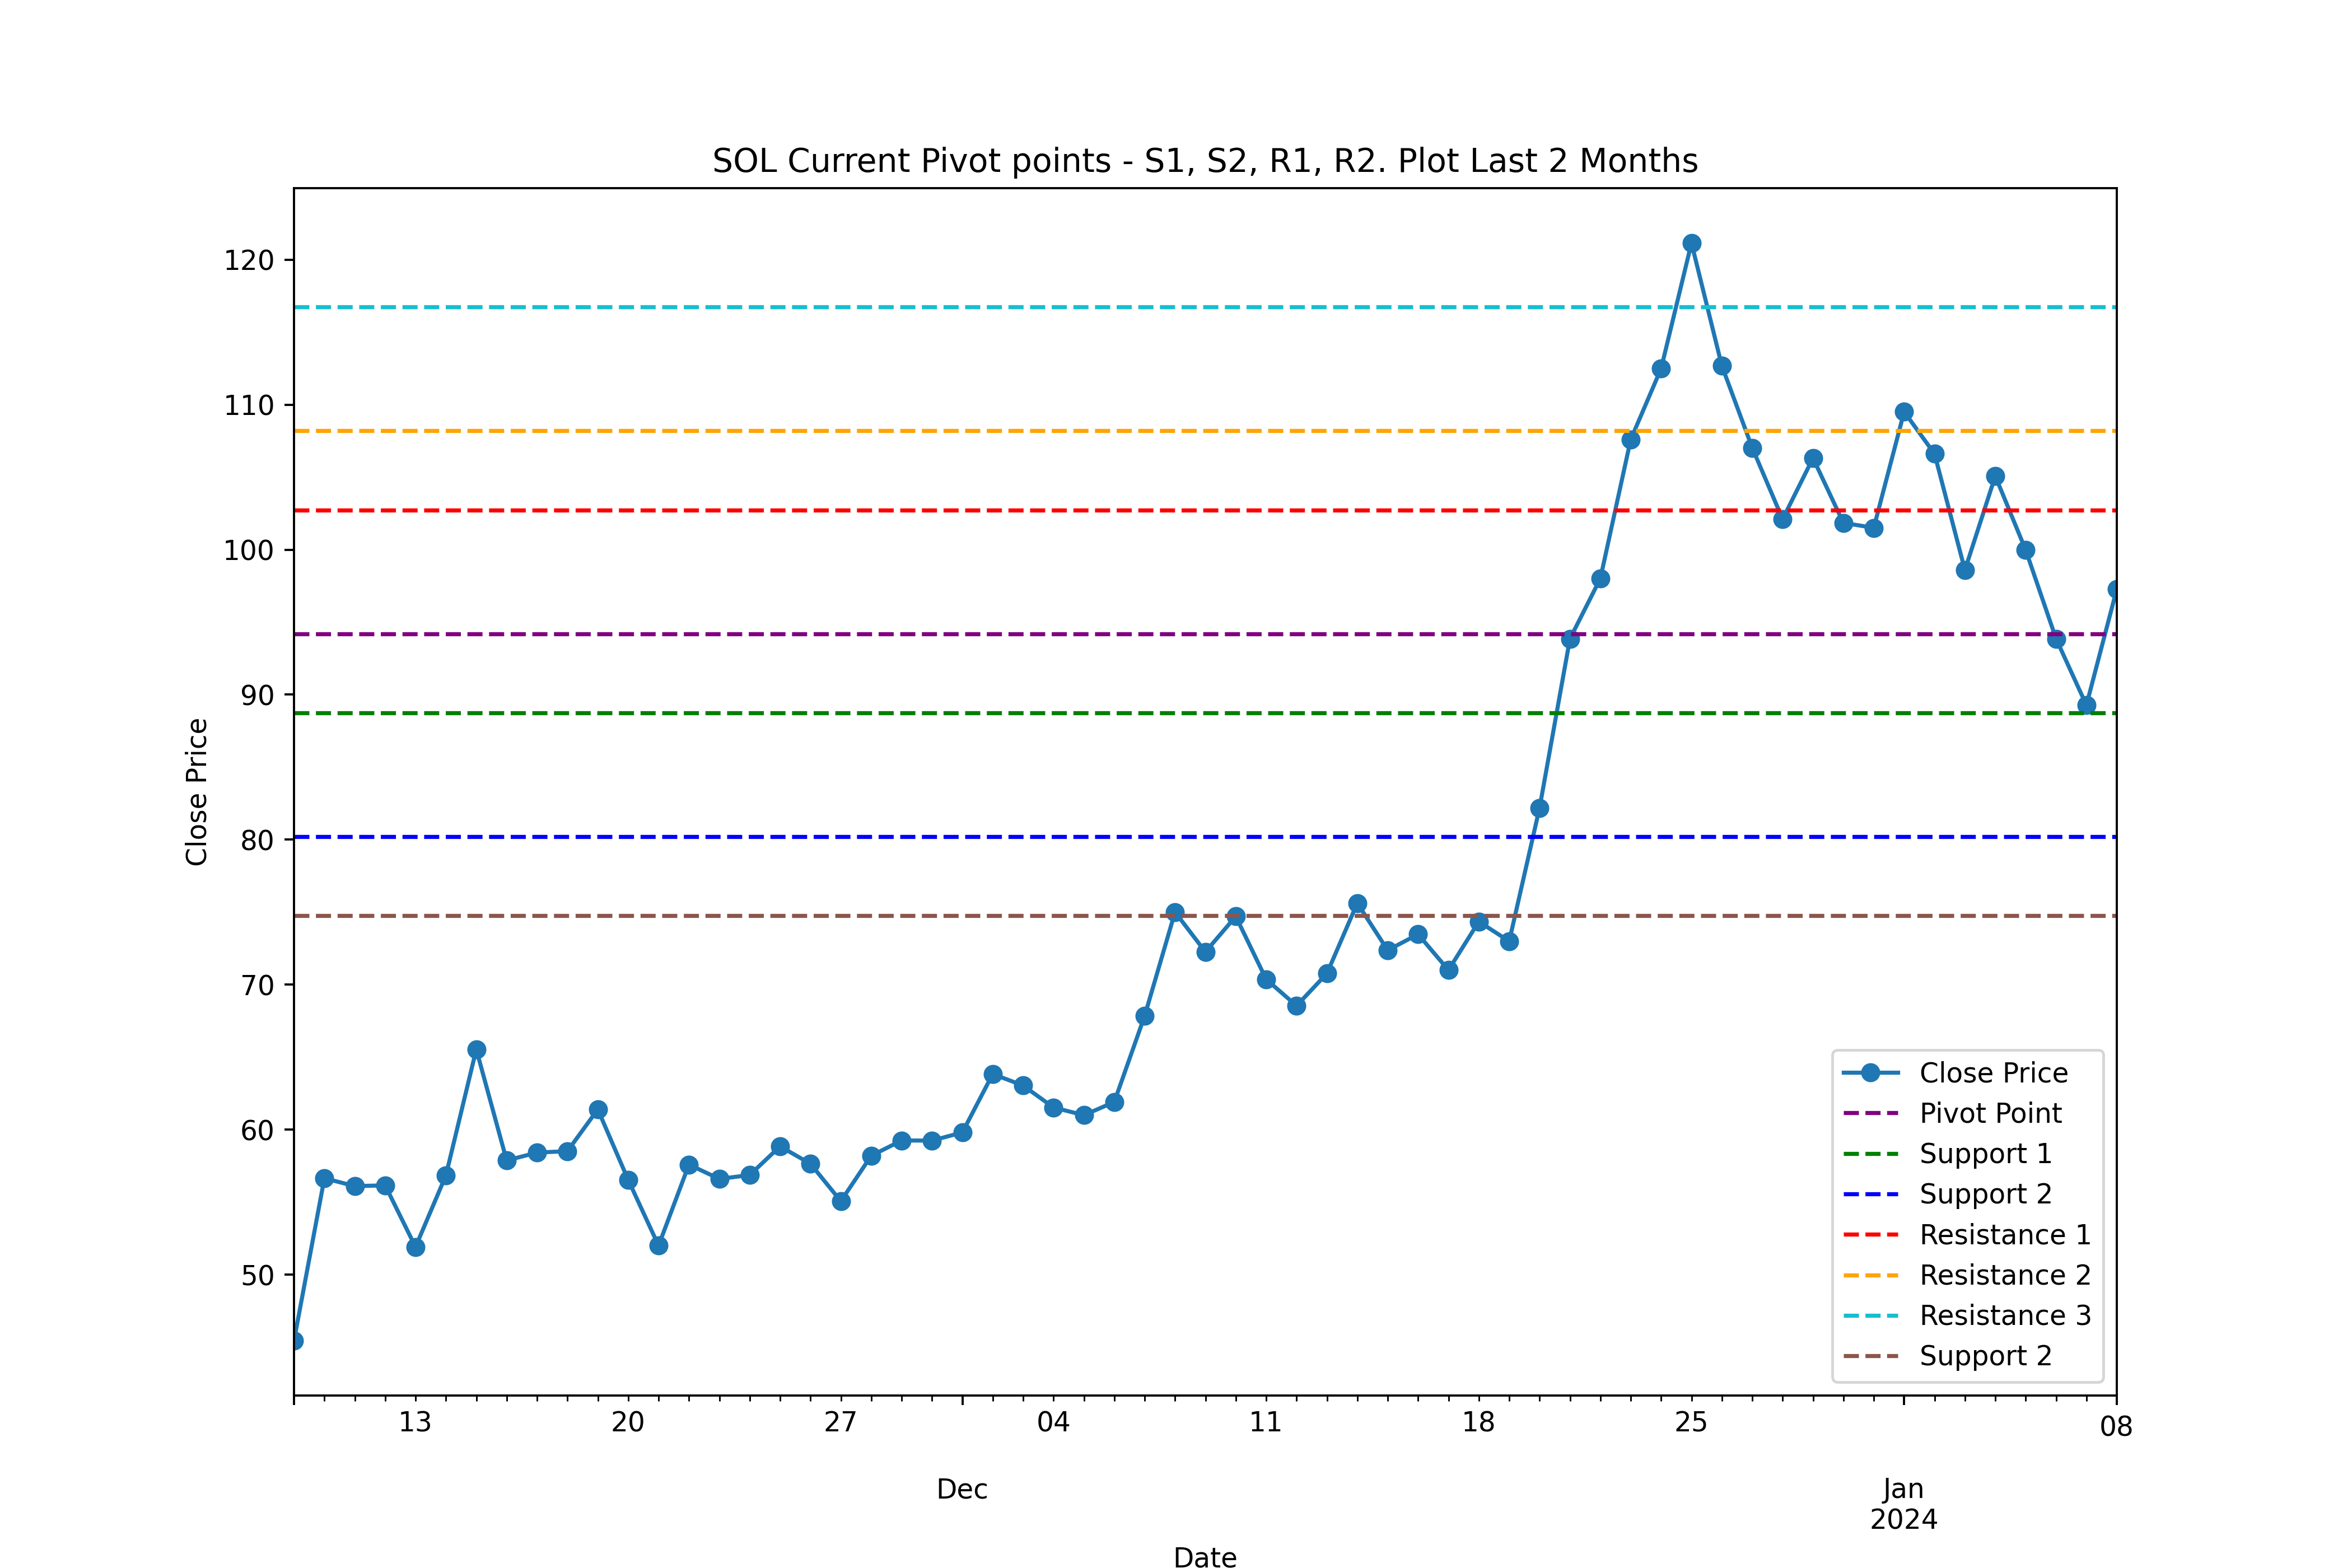 SOL Current Pivot points - S1, S2, R1, R2. Plot Last 2 Months
120
110
100
90
80
70
60
50
Close Price
Close Price
Pivot Point
Support 1
Support 2
Resistance 1
Resistance 2
Resistance 3
Support 2
13 20 27 04 11 18 25 08
Dec Jan
2024
Date